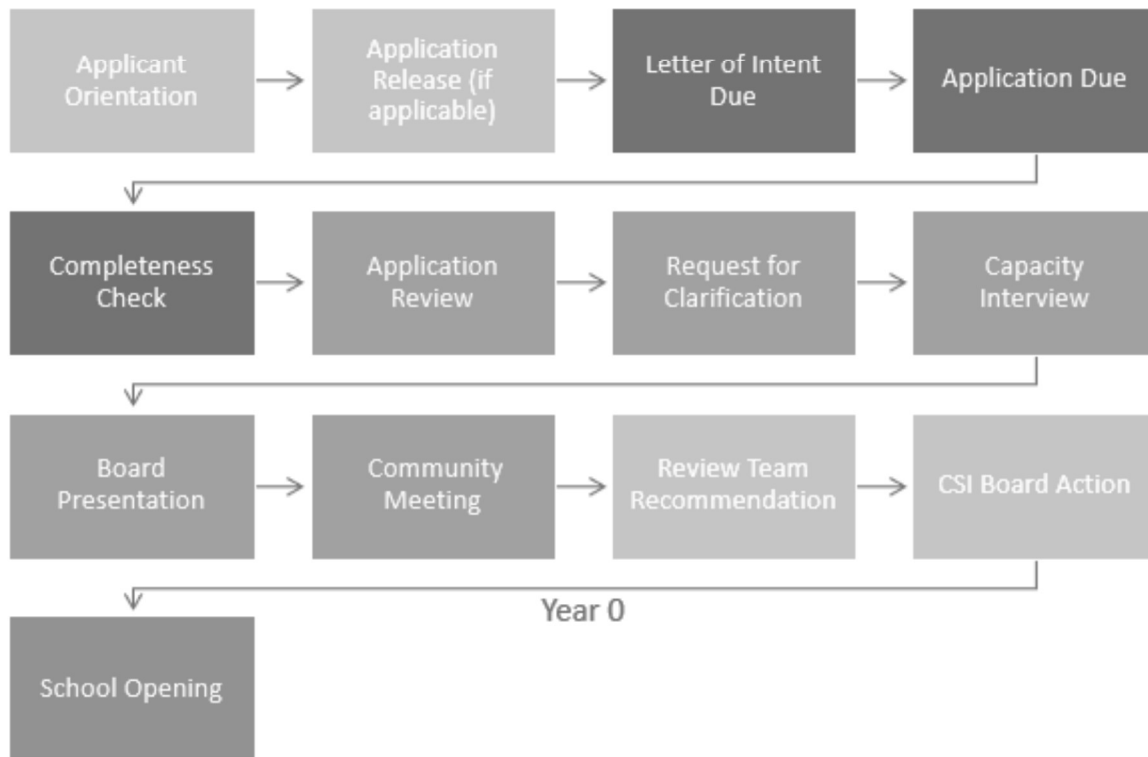 Applicant
Orientation
Application
Release (if
applicable)
Letter of Intent
Due
Application Due
Completeness
Check
Application
Review
Request for
Clarification
Capacity
Interview
Board
Presentation
Community
Meeting
Review Team
Recommendation
CSI Board Action
Year 0
School Opening